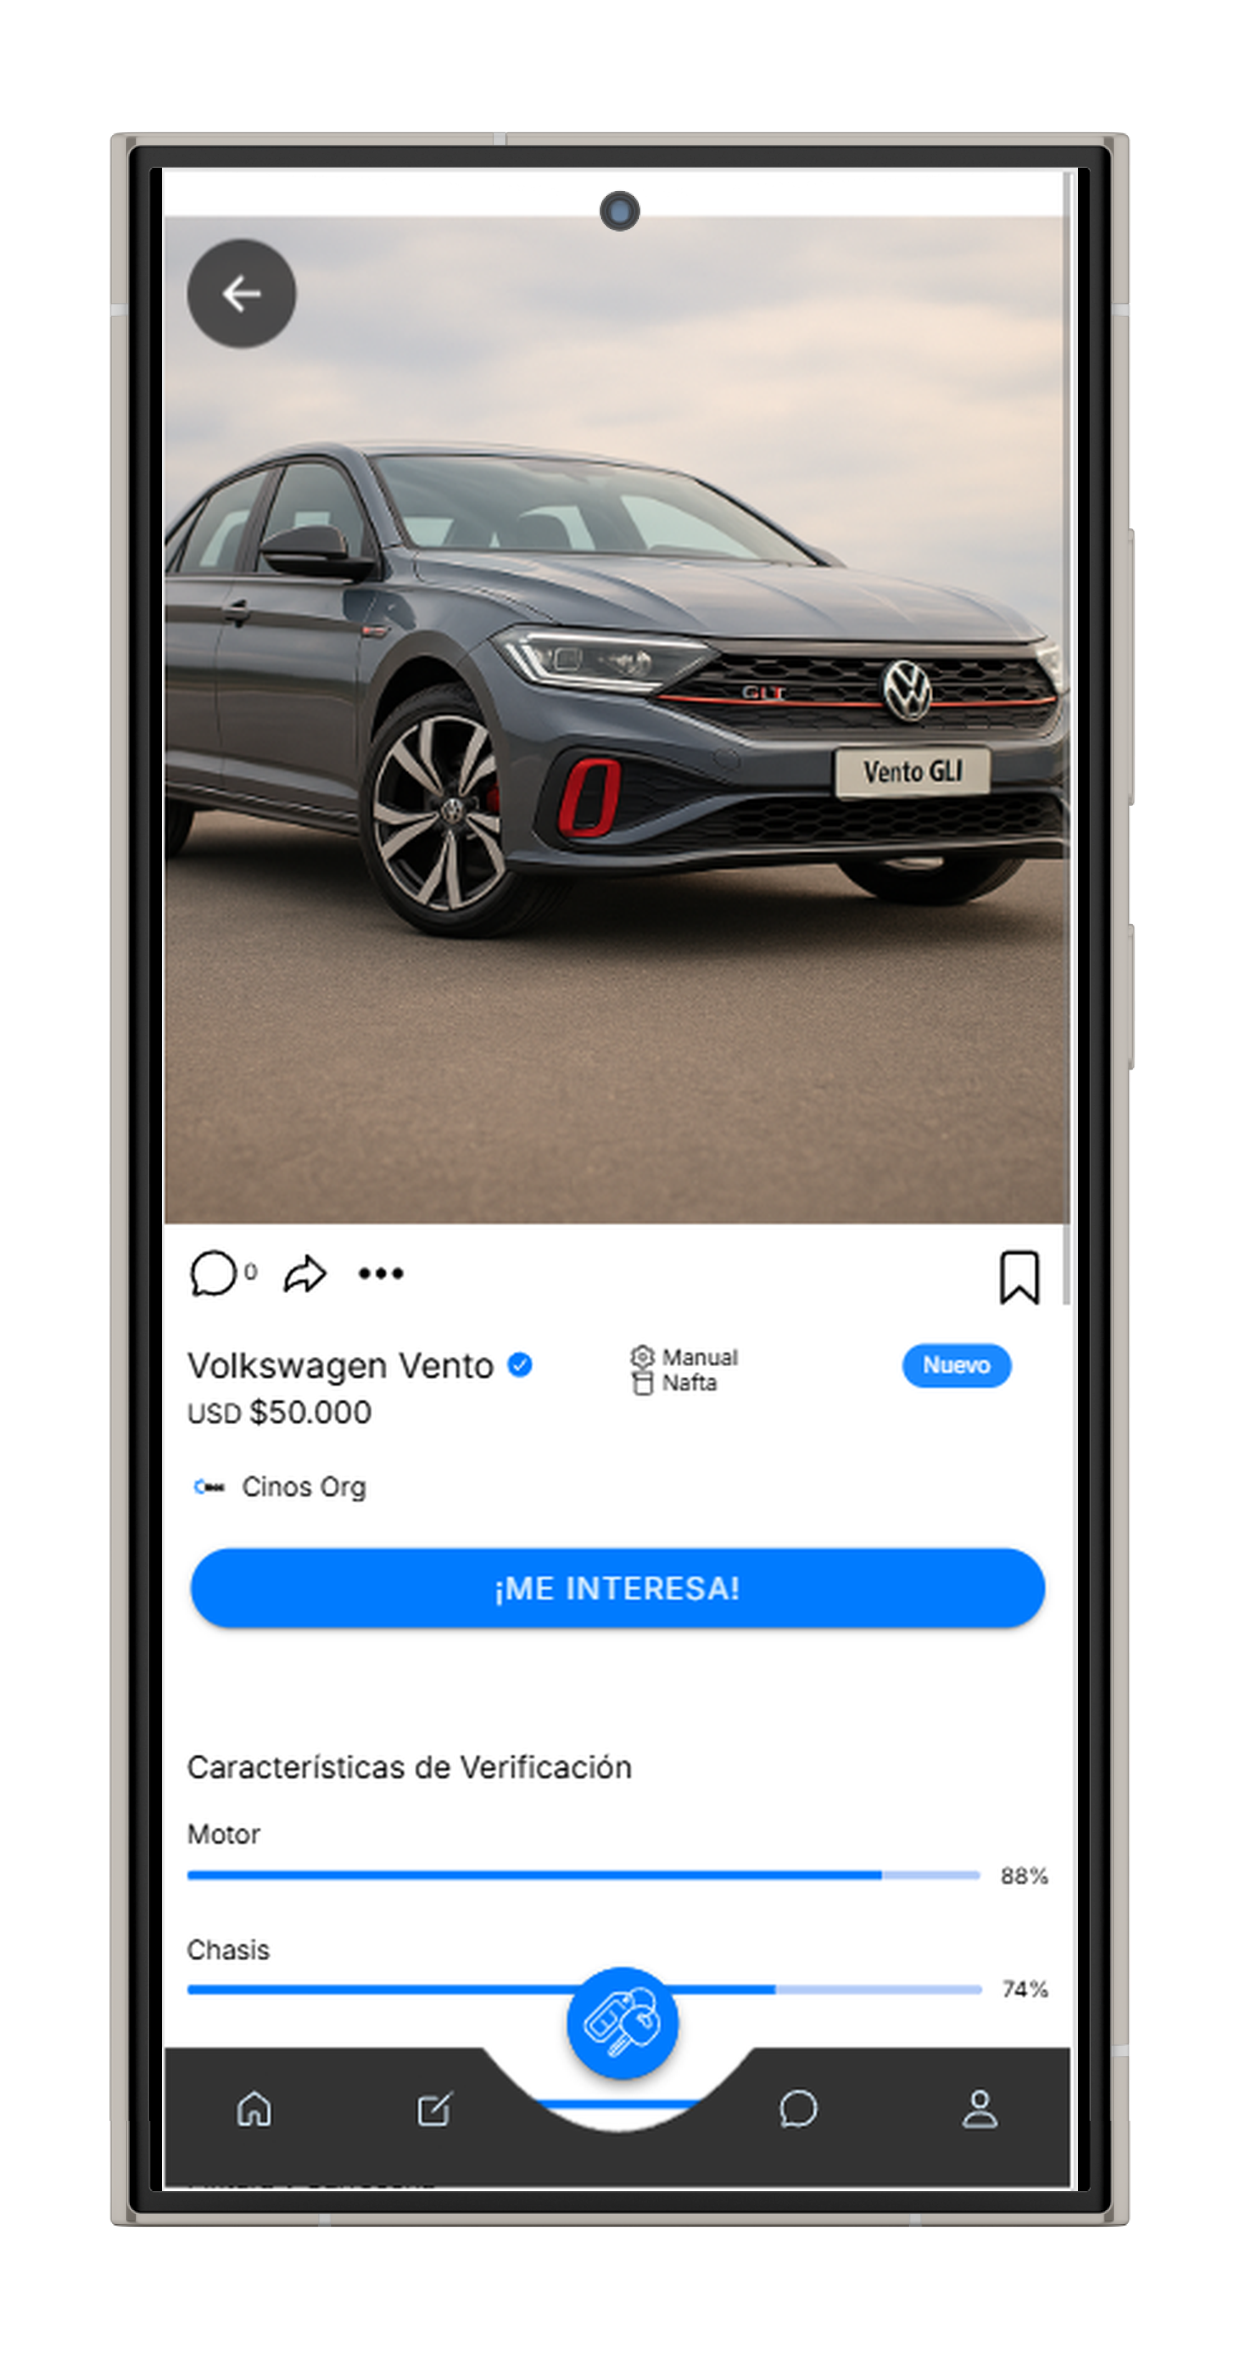 GLI
Vento GLI
0
Volkswagen Vento
Manual
Nafta
Nuevo
USD $50.000
Cinos Org
¡ME INTERESA!
Características de Verificación
Motor
88%
Chasis
74%